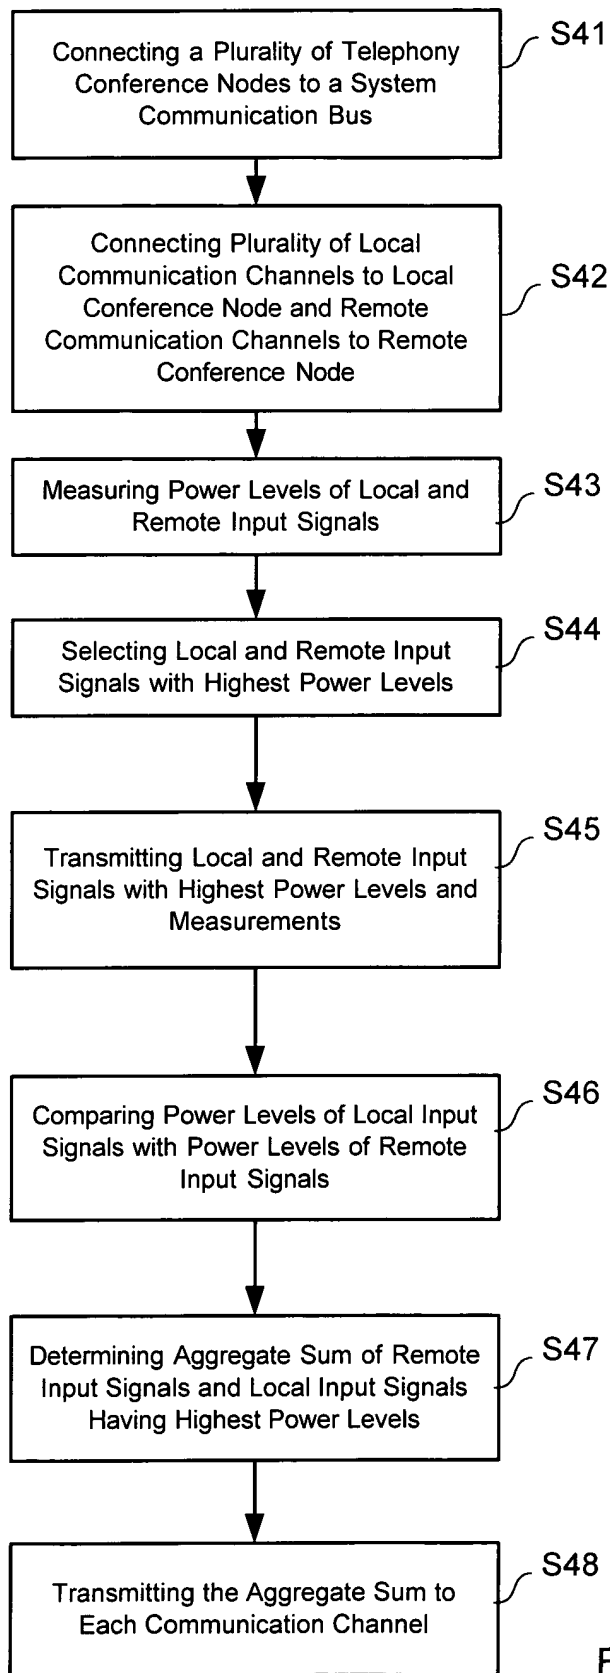 Connecting a Plurality of Telephony
Conference Nodes to a System
Communication Bus
S41
Connecting Plurality of Local
Communication Channels to Local
Conference Node and Remote
Communication Channels to Remote
Conference Node
S42
Measuring Power Levels of Local and
Remote Input Signals
S43
Selecting Local and Remote Input
Signals with Highest Power Levels
S44
Transmitting Local and Remote Input
Signals with Highest Power Levels and
Measurements
S45
Comparing Power Levels of Local Input
Signals with Power Levels of Remote
Input Signals
S46
Determining Aggregate Sum of Remote
Input Signals and Local Input Signals
Having Highest Power Levels
S47
Transmitting the Aggregate Sum to
Each Communication Channel
S48